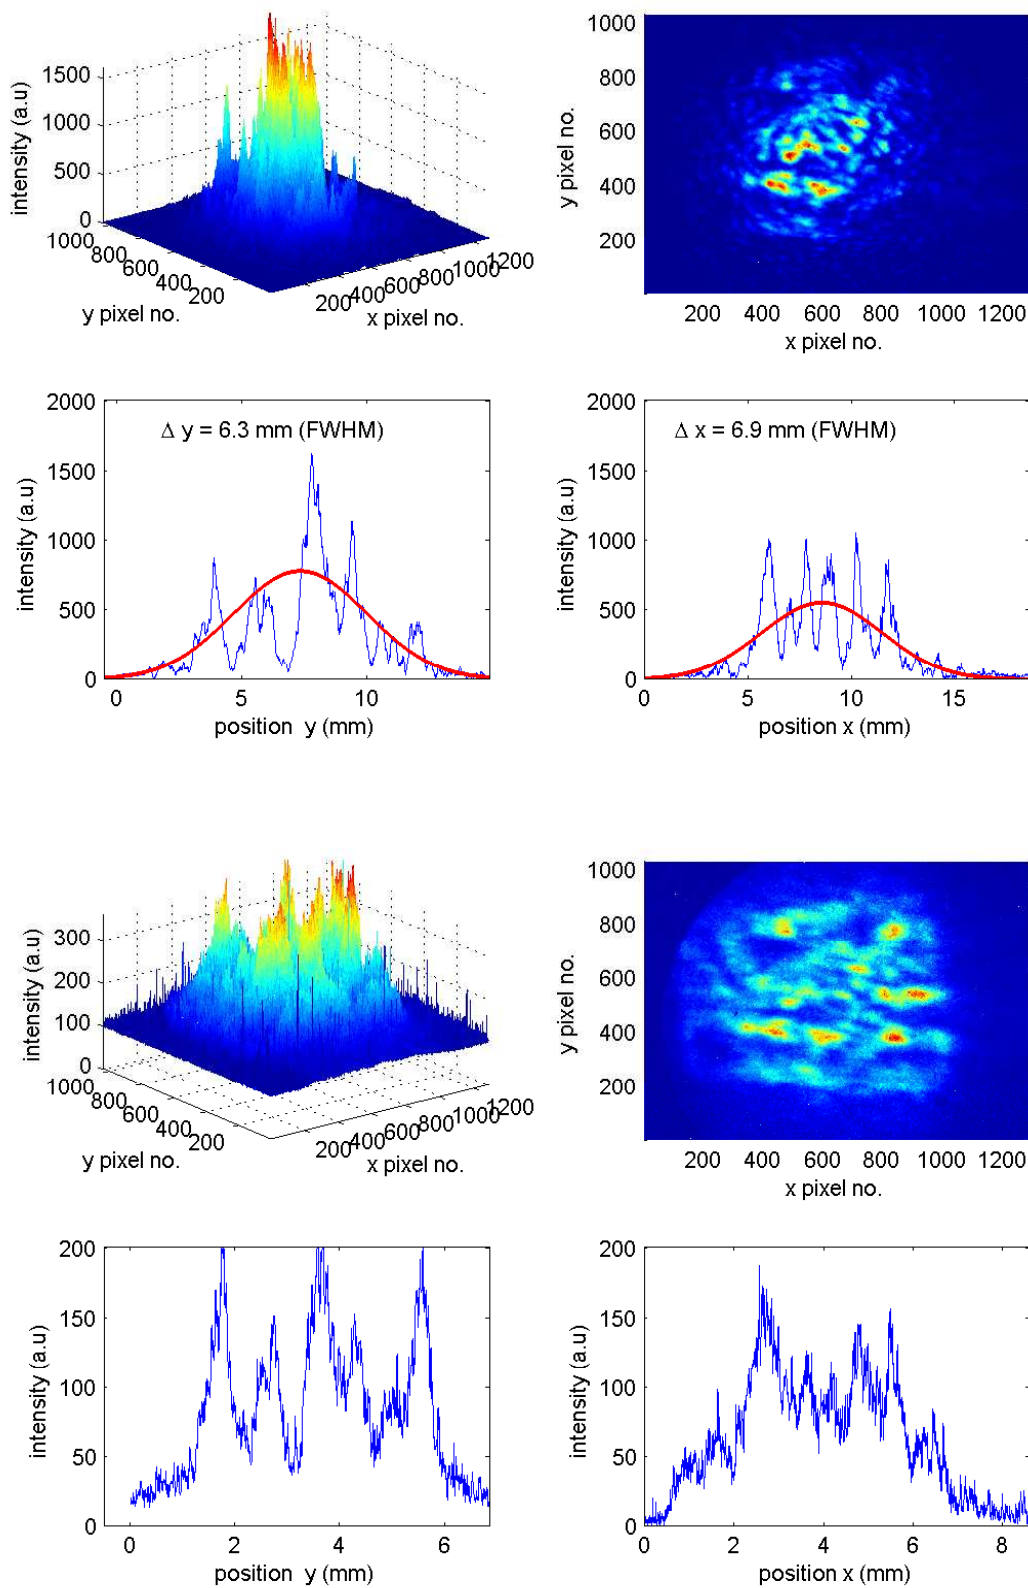 intensity (a.u)
1500
1000
500
0
1000
800
600
400
200
y pixel no.
200
400
600
800
1000
1200
x pixel no.
y pixel no.
1000
800
600
400
200
200 400 600 800 1000 1200
x pixel no.
intensity (a.u)
2000
1500
1000
500
0
Δ y = 6.3 mm (FWHM)
0 5 10
position y (mm)
intensity (a.u)
2000
1500
1000
500
0
Δ x = 6.9 mm (FWHM)
0 5 10 15
position x (mm)
intensity (a.u)
300
200
100
0
1000
800
600
400
200
y pixel no.
200
400
600
800
1000
1200
x pixel no.
y pixel no.
1000
800
600
400
200
200 400 600 800 1000 1200
x pixel no.
intensity (a.u)
200
150
100
50
0
0 2 4 6
position y (mm)
intensity (a.u)
200
150
100
50
0
0 2 4 6 8
position x (mm)